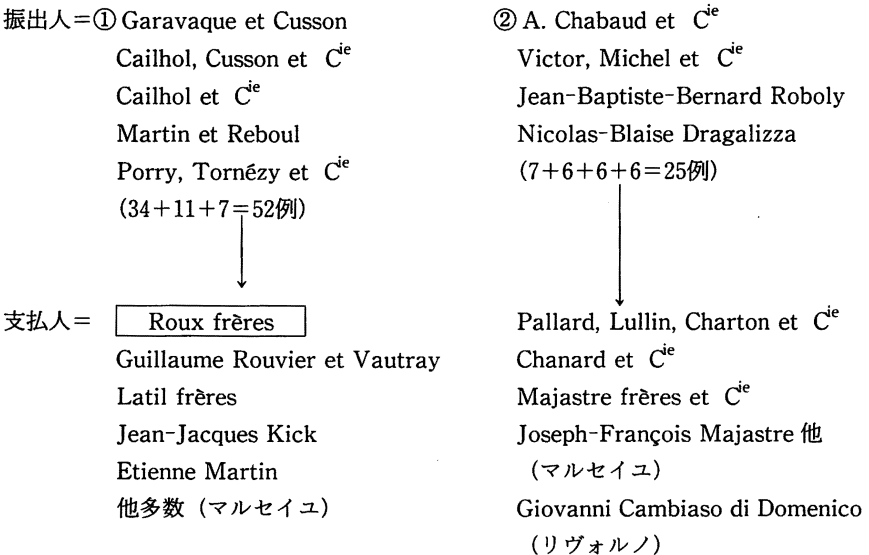 振出人＝① Garavaque et Cusson
Cailhol, Cusson et Cie
Cailhol et Cie
Martin et Reboul
Porry, Tornézy et Cie
(34＋11＋7＝52例)
② A. Chabaud et Cie
Victor, Michel et Cie
Jean-Baptiste-Bernard Roboly
Nicolas-Blaise Dragalizza
(7＋6＋6＋6＝25例)
支払人＝ Roux frères
Guillaume Rouvier et Vautray
Latil frères
Jean-Jacques Kick
Etienne Martin
他多数（マルセイユ）
Pallard, Lullin, Charton et Cie
Chanard et Cie
Majastre frères et Cie
Joseph-François Majastre 他
（マルセイユ）
Giovanni Cambiaso di Domenico
（リヴォルノ）